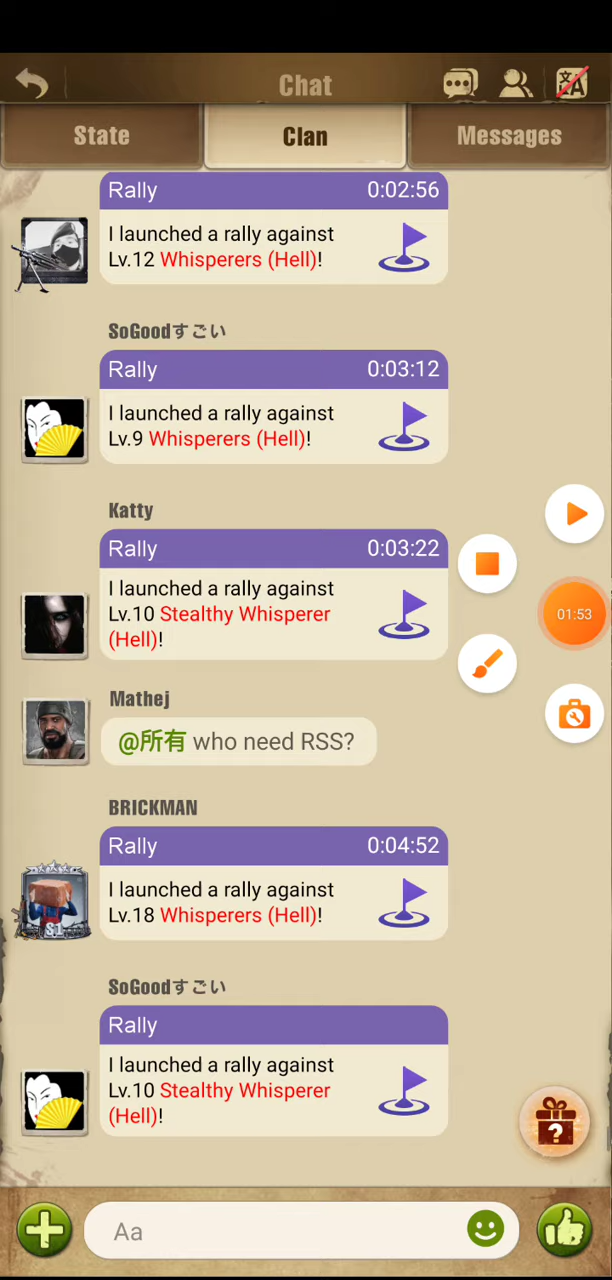 Chat
State
Clan
Messages
Rally 0:02:56
I launched a rally against
Lv.12 Whisperers (Hell)!
SoGoodすごい
Rally 0:03:12
I launched a rally against
Lv.9 Whisperers (Hell)!
Katty
Rally 0:03:22
I launched a rally against
Lv.10 Stealthy Whisperer
(Hell)!
01:53
Mathej
@所有 who need RSS?
BRICKMAN
Rally 0:04:52
I launched a rally against
Lv.18 Whisperers (Hell)!
S1
SoGoodすごい
Rally
I launched a rally against
Lv.10 Stealthy Whisperer
(Hell)!
?
Aa